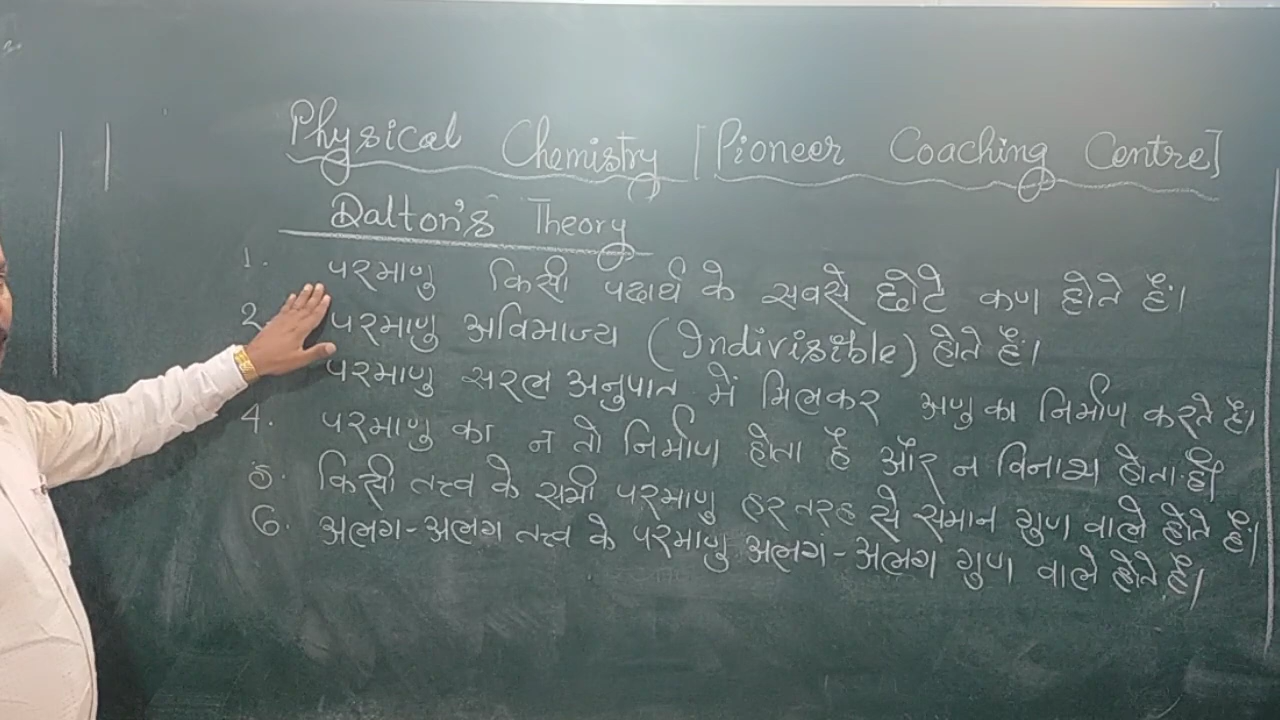 Physical Chemistry [Pioneer Coaching Centre]
Dalton's Theory
1. परमाणु किसी पदार्थ के सबसे छोटे कण होते हैं।
2. परमाणु अविभाज्य (Indivisible) होते हैं।
परमाणु सरल अनुपात में मिलकर अणु का निर्माण करते हैं।
4. परमाणु का न तो निर्माण होता है और न विनाश होता है।
5. किसी तत्त्व के सभी परमाणु हर तरह से समान गुण वाले होते हैं।
6. अलग-अलग तत्त्व के परमाणु अलग-अलग गुण वाले होते हैं।